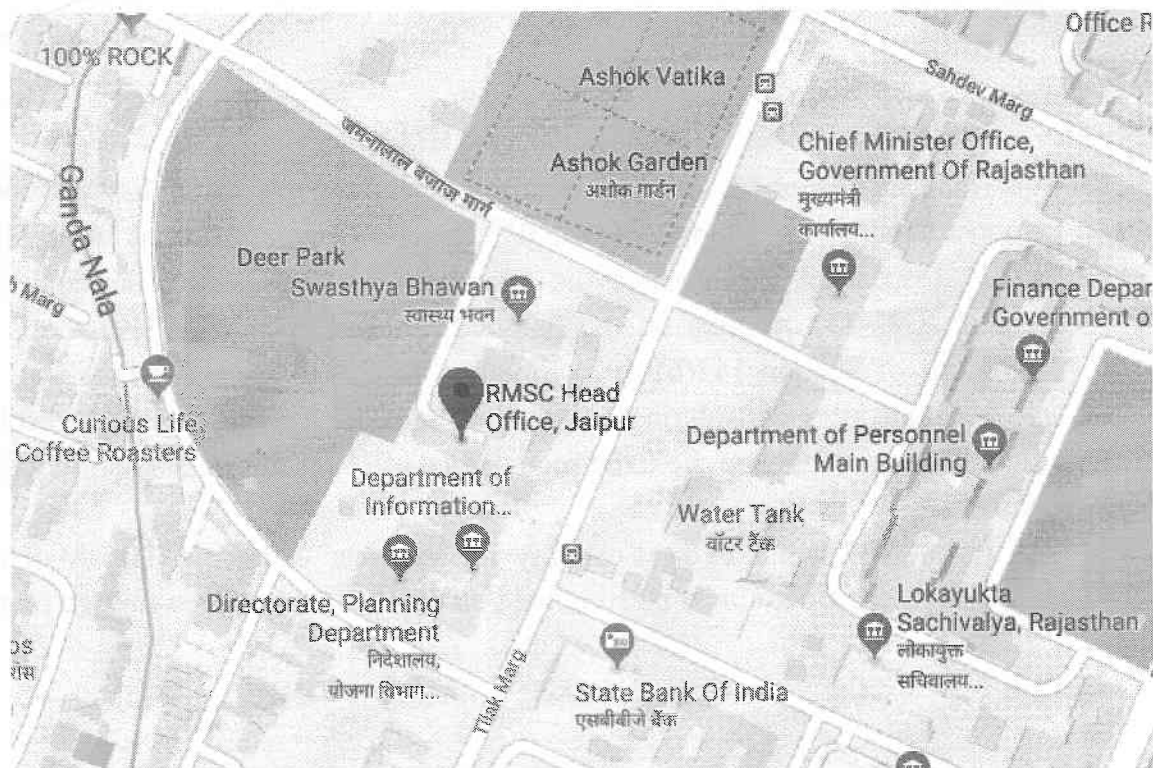 100% ROCK
Office R
Ashok Vatika
Sahdev Marg
Ashok Garden
अशोक गार्डन
Chief Minister Office,
Government Of Rajasthan
मुख्यमंत्री
कार्यालय...
जमनालाल बजाज मार्ग
Ganda Nala
Marg
Deer Park
Swasthya Bhawan
स्वास्थ्य भवन
Finance Depar
Government o
RMSC Head
Office, Jaipur
Curious Life
Coffee Roasters
Department of Personnel
Main Building
Department of
Information...
Water Tank
वॉटर टैंक
Directorate, Planning
Department
निदेशालय,
योजना विभाग...
Lokayukta
Sachivalya, Rajasthan
लोकायुक्त
सचिवालय...
Tilak Marg
State Bank Of India
एसबीबीजे बैंक